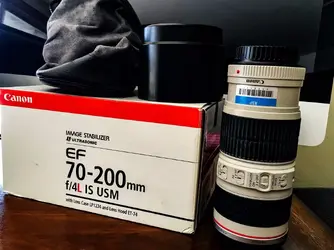 Canon
IMAGE STABILIZER
ULTRASONIC
EF
70-200mm
f/4L IS USM
with Lens Case LP1224 and Lens Hood ET-74